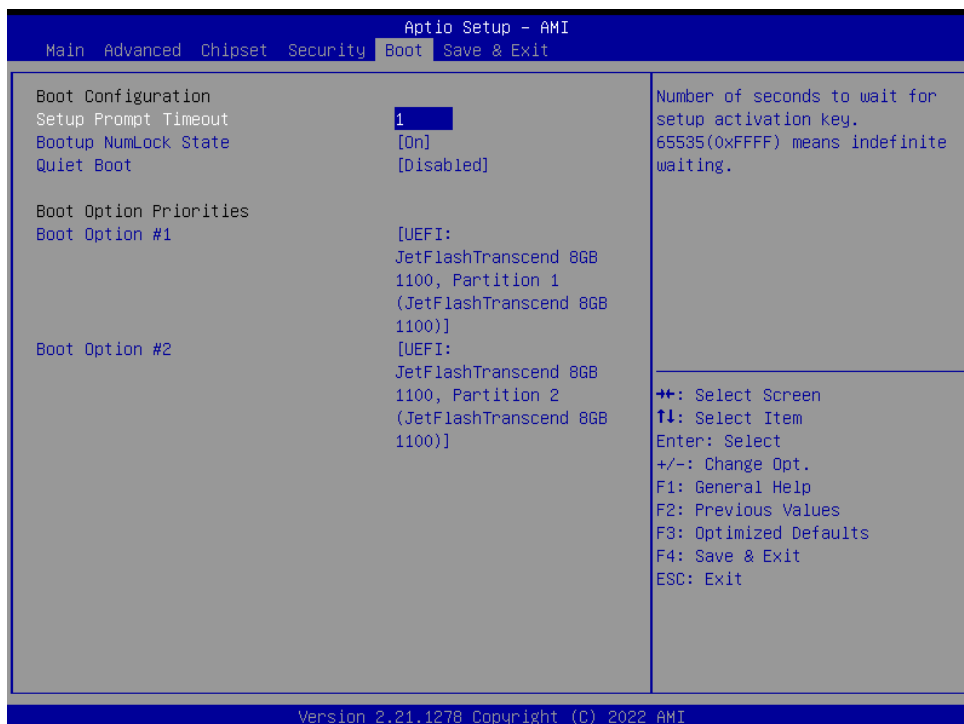 Aptio Setup – AMI
Main Advanced Chipset Security Boot Save & Exit
Boot Configuration
Setup Prompt Timeout 1
Bootup NumLock State [On]
Quiet Boot [Disabled]
Boot Option Priorities
Boot Option #1 [UEFI:
JetFlashTranscend 8GB
1100, Partition 1
(JetFlashTranscend 8GB
1100)]
Boot Option #2 [UEFI:
JetFlashTranscend 8GB
1100, Partition 2
(JetFlashTranscend 8GB
1100)]
Number of seconds to wait for
setup activation key.
65535(0xFFFF) means indefinite
waiting.
→←: Select Screen
↑↓: Select Item
Enter: Select
+/-: Change Opt.
F1: General Help
F2: Previous Values
F3: Optimized Defaults
F4: Save & Exit
ESC: Exit
Version 2.21.1278 Copyright (C) 2022 AMI